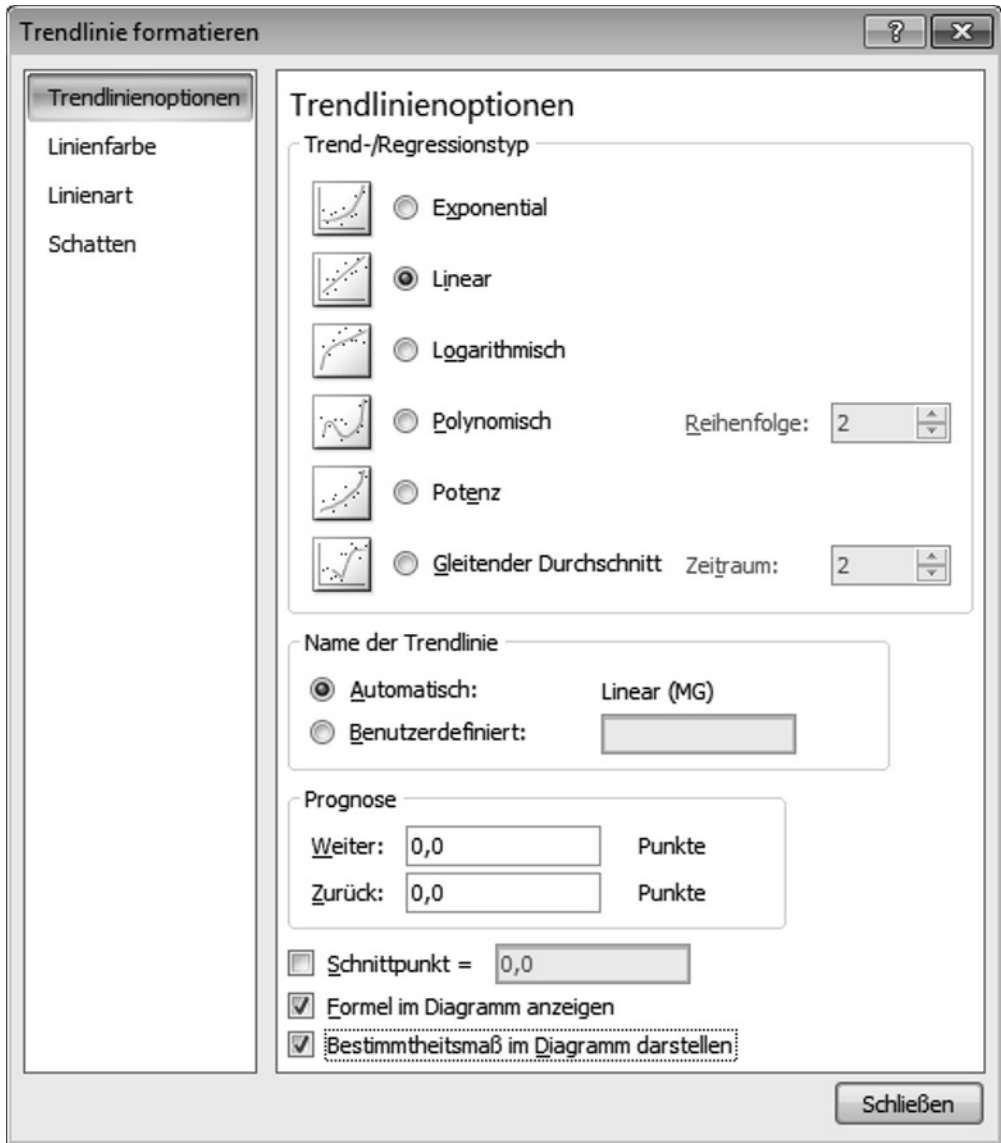 Trendlinie formatieren
?
Trendlinienoptionen
Linienfarbe
Linienart
Schatten
Trendlinienoptionen
Trend-/Regressionstyp
Exponential
Linear
Logarithmisch
Polynomisch Reihenfolge: 2
Potenz
Gleitender Durchschnitt Zeitraum: 2
Name der Trendlinie
Automatisch: Linear (MG)
Benutzerdefiniert:
Prognose
Weiter: 0,0 Punkte
Zurück: 0,0 Punkte
Schnittpunkt = 0,0
Formel im Diagramm anzeigen
Bestimmtheitsmaß im Diagramm darstellen
Schließen